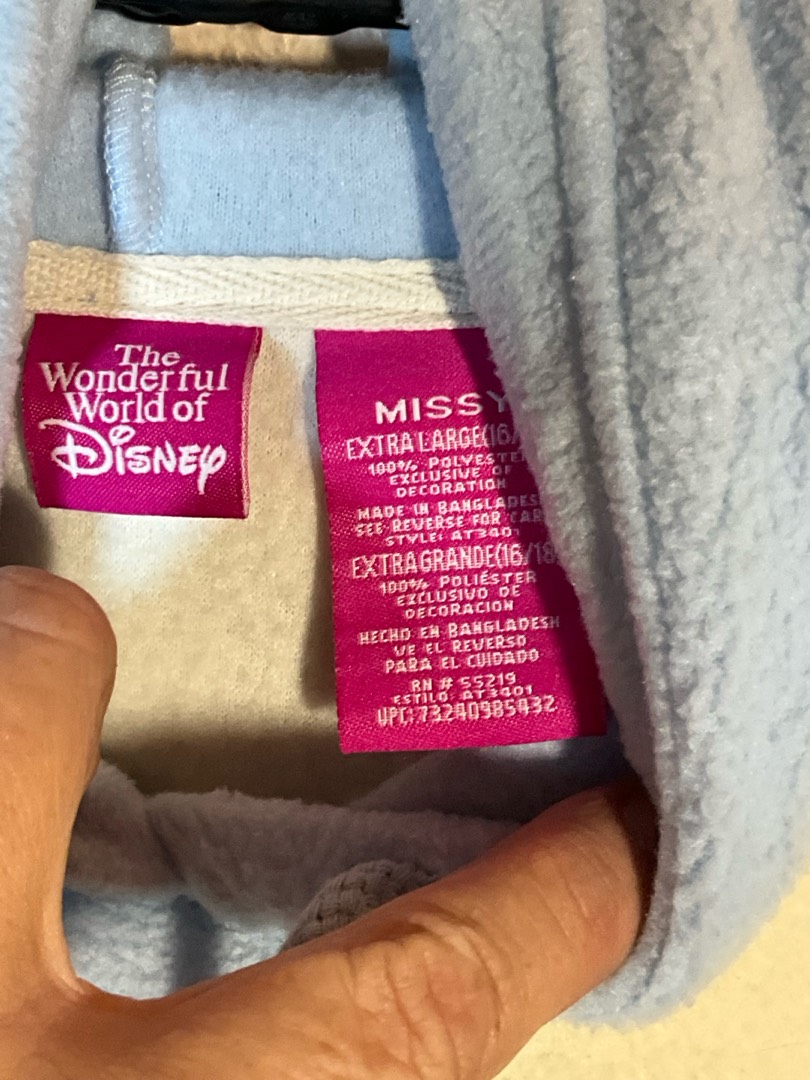 The
Wonderful
World of
Disney
MISSY
EXTRA LARGE(16/
100% POLYESTE
EXCLUSIVE OF
DECORATION
MADE IN BANGLADES
SEE REVERSE FOR CAR
STYLE: AT3401
EXTRA GRANDE(16/18
100% POLIÉSTER
EXCLUSIVO DE
DECORACION
HECHO EN BANGLADESH
VE EL REVERSO
PARA EL CUIDADO
RN # 55219
ESTILO: AT3401
UPC:73240985432